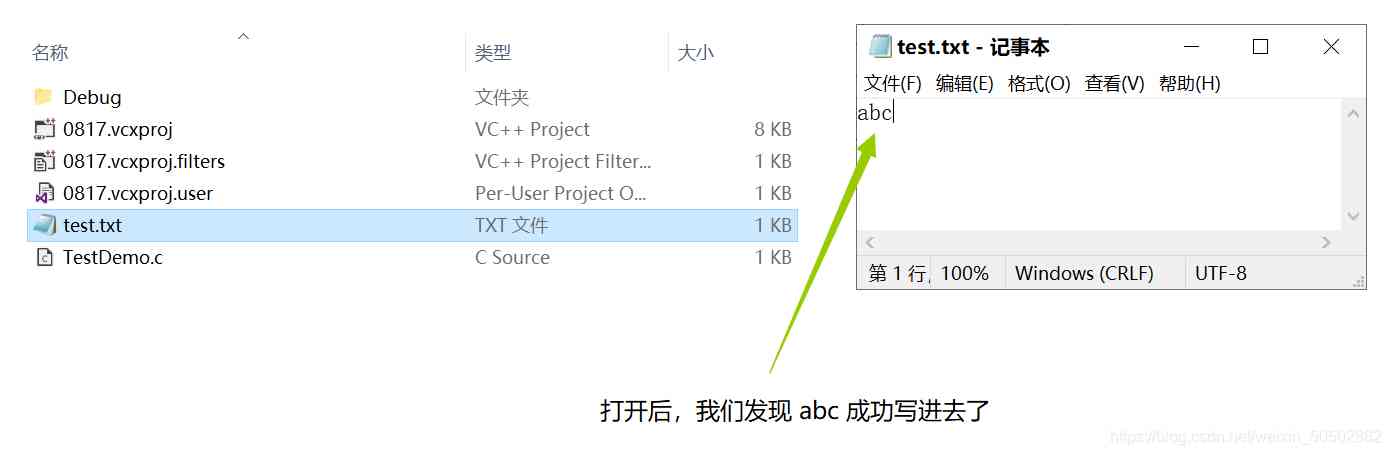 名称 类型 大小
Debug 文件夹
0817.vcxproj VC++ Project 8 KB
0817.vcxproj.filters VC++ Project Filter... 1 KB
0817.vcxproj.user Per-User Project O... 1 KB
test.txt TXT 文件 1 KB
TestDemo.c C Source 1 KB
test.txt - 记事本
文件(F) 编辑(E) 格式(O) 查看(V) 帮助(H)
abc
第 1 行, 100% Windows (CRLF) UTF-8
打开后，我们发现 abc 成功写进去了
https://blog.csdn.net/weixin_50502862